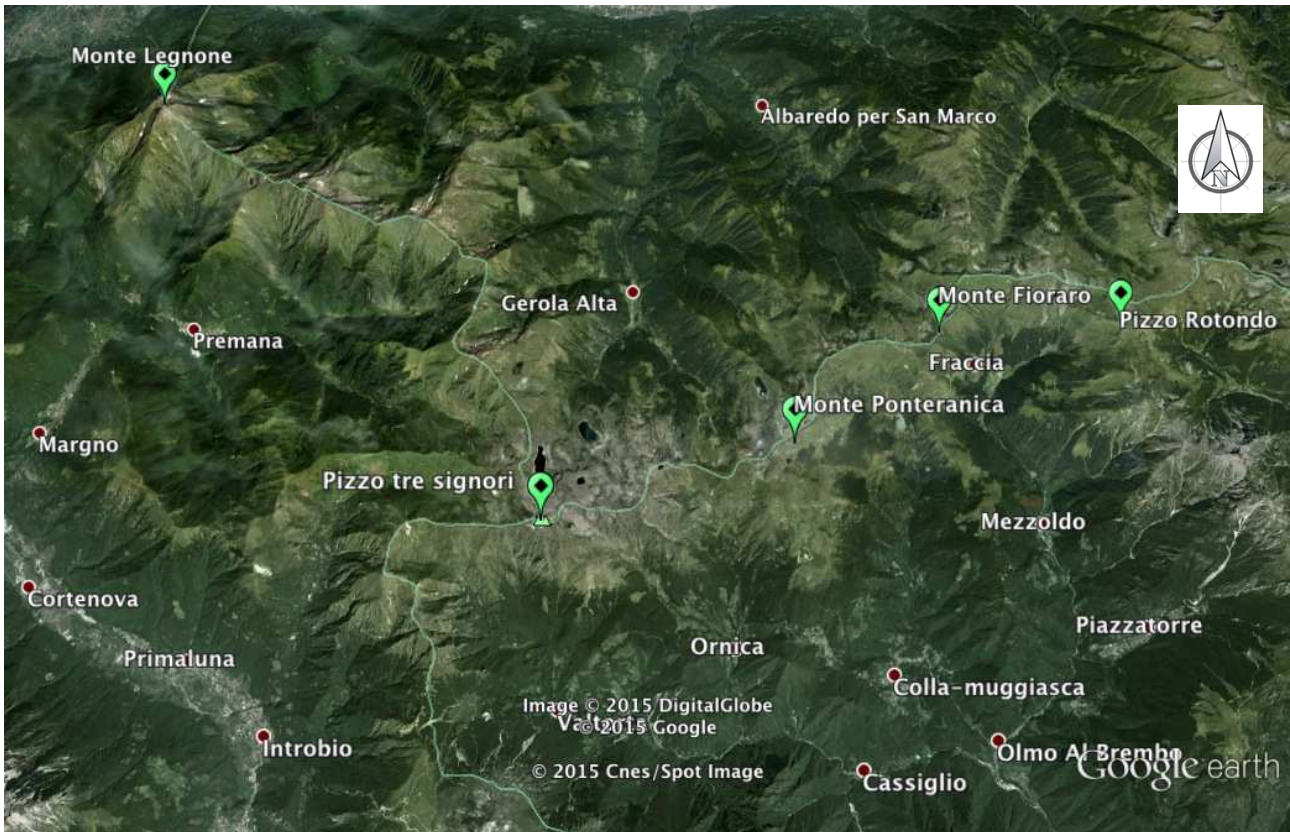 Monte Legnone
Albaredo per San Marco
N
Gerola Alta
Monte Fioraro
Pizzo Rotondo
Premana
Fraccia
Monte Ponteranica
Margno
Pizzo tre signori
Mezzoldo
Cortenova
Piazzatorre
Primaluna
Ornica
Colla-muggiasca
Image © 2015 DigitalGlobe
Valtorta
© 2015 Google
Introbio
Olmo Al Brembo
Google earth
© 2015 Cnes/Spot Image
Cassiglio